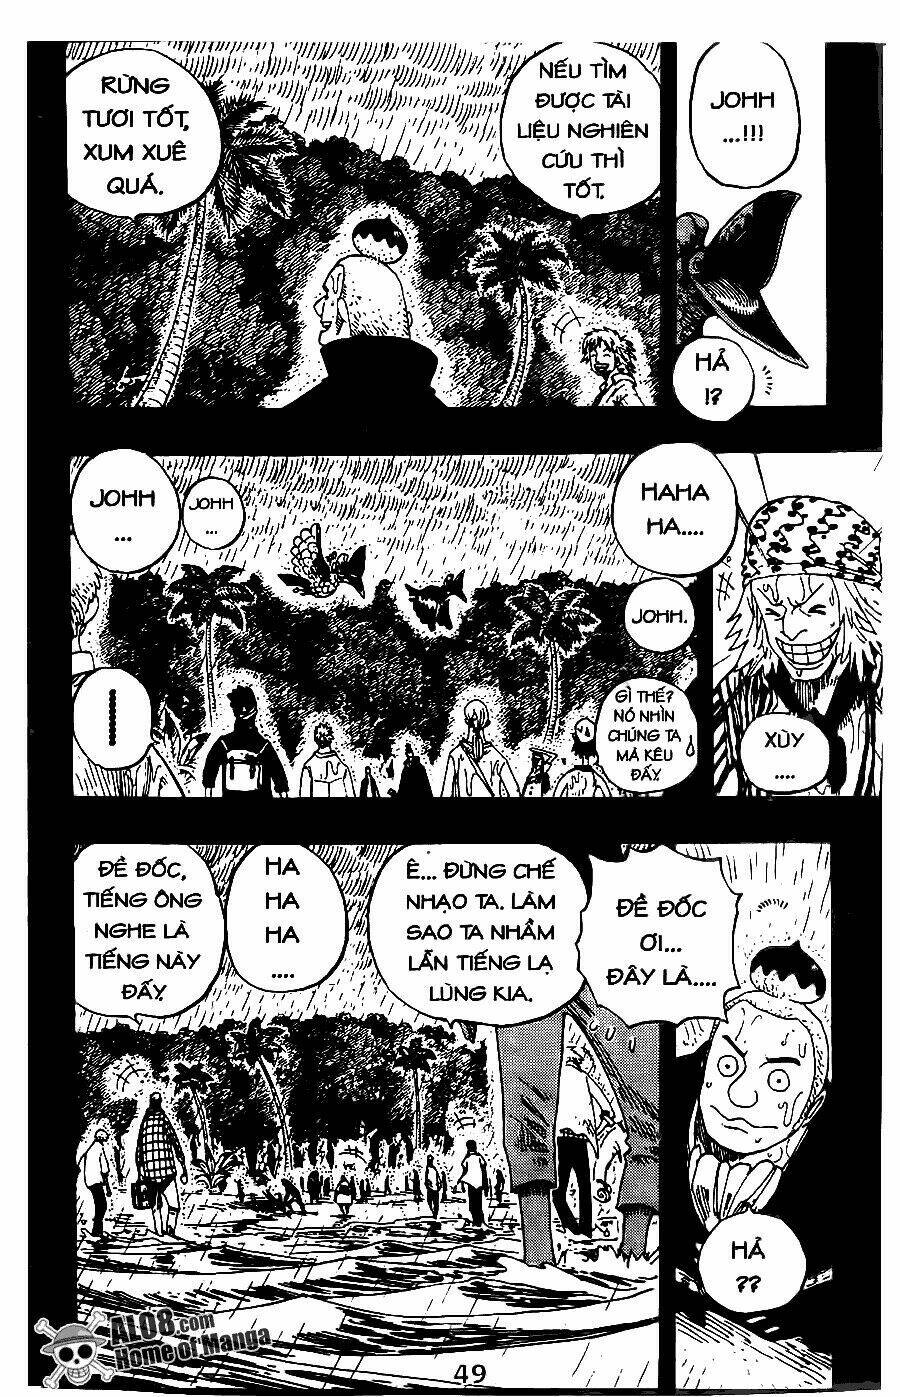 JOHH
...!!!
HẢ
!?
NẾU TÌM
ĐƯỢC TÀI
LIỆU NGHIÊN
CỨU THÌ
TỐT.
RỪNG
TƯƠI TỐT,
XUM XUÊ
QUÁ.
HAHA
HA....
XÙY
....
JOHH.
GÌ THẾ?
NÓ NHÌN
CHÚNG TA
MÀ KÊU
ĐẤY.
JOHH
...
JOHH
...
ĐỀ ĐỐC
ƠI...
ĐÂY LÀ....
HẢ
??
Ê... ĐỪNG CHẾ
NHẠO TA. LÀM
SAO TA NHẦM
LẪN TIẾNG LẠ
LÙNG KIA.
HA
HA
HA
....
ĐỀ ĐỐC,
TIẾNG ÔNG
NGHE LÀ
TIẾNG NÀY
ĐẤY.
AL08.com
Home of Manga
49